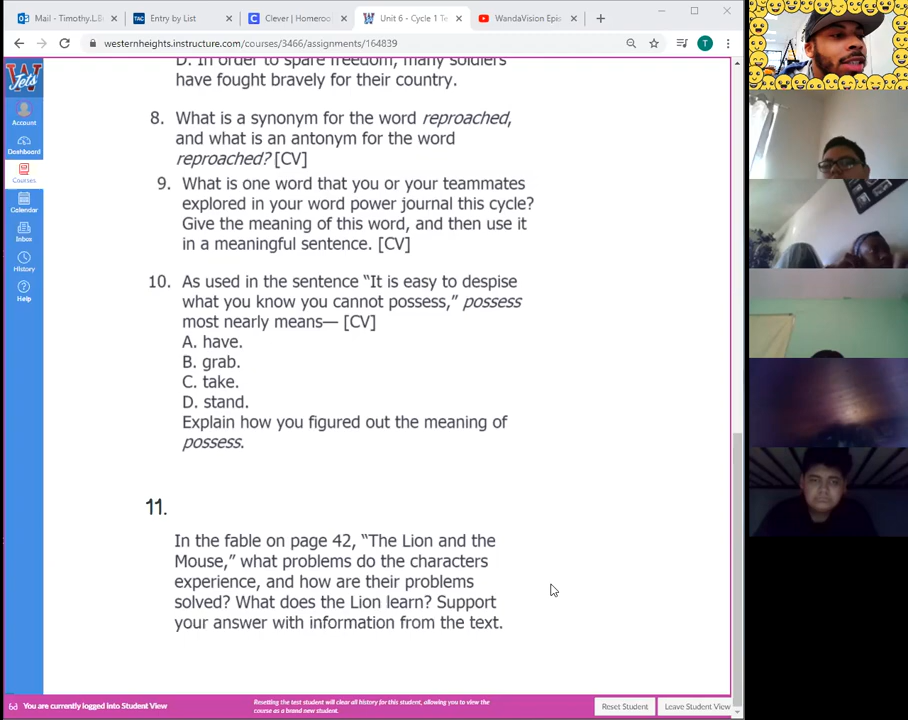 Mail - Timothy.L.B
Entry by List
Clever | Homeroo
Unit 6 - Cycle 1 Te
WandaVision Epis
westernheights.instructure.com/courses/3466/assignments/164839
T
Jets
Account
Dashboard
Courses
Calendar
Inbox
History
Help
D. In order to spare freedom, many soldiers
have fought bravely for their country.
8. What is a synonym for the word reproached,
and what is an antonym for the word
reproached? [CV]
9. What is one word that you or your teammates
explored in your word power journal this cycle?
Give the meaning of this word, and then use it
in a meaningful sentence. [CV]
10. As used in the sentence “It is easy to despise
what you know you cannot possess,” possess
most nearly means— [CV]
A. have.
B. grab.
C. take.
D. stand.
Explain how you figured out the meaning of
possess.
11.
In the fable on page 42, “The Lion and the
Mouse,” what problems do the characters
experience, and how are their problems
solved? What does the Lion learn? Support
your answer with information from the text.
You are currently logged into Student View
Resetting the test student will clear all history for this student, allowing you to view the
course as a brand new student.
Reset Student
Leave Student View